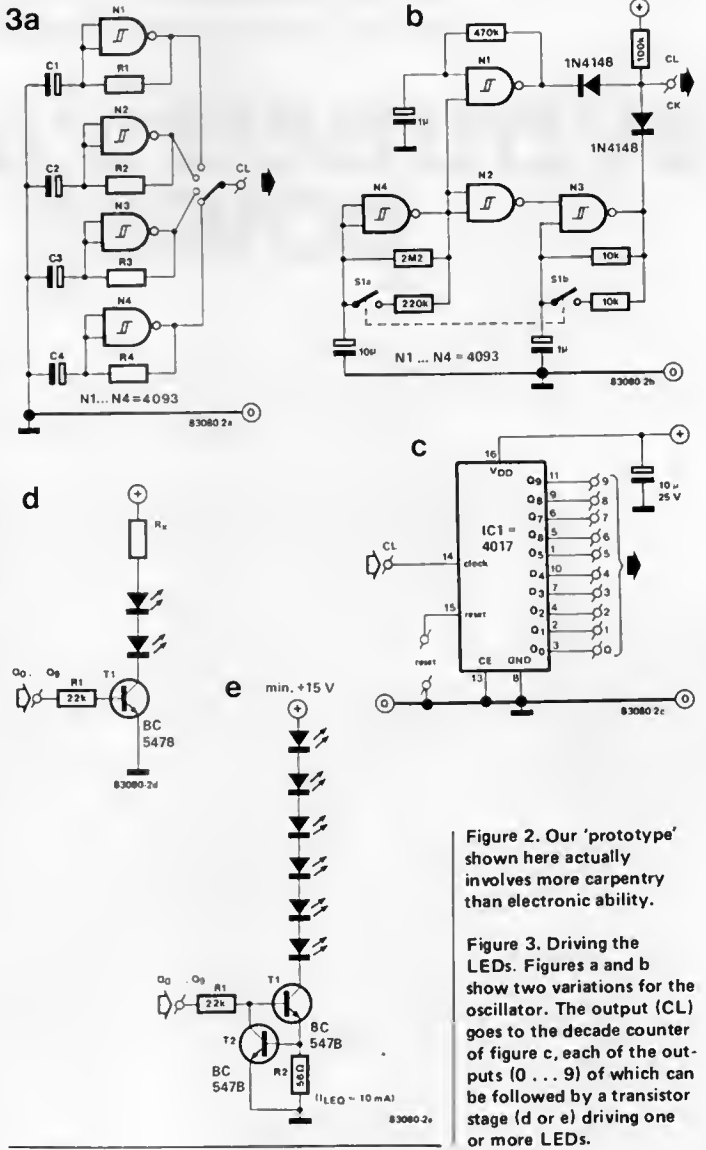 3a
N1
C1
R1
N2
C2
R2
CL
N3
C3
R3
N4
C4
R4
N1... N4=4093
83080-2a
0
b
+
470k
100k
N1
1N4148
CL
CK
1µ
1N4148
N4
N2
N3
2M2
10k
S1a
S1b
220k
10k
10µ
N1 ... N4 = 4093
1µ
83080-2b
0
c
+
16
VDD
10 µ
25 V
Q9 11 9
Q8 9 8
Q7 6 7
Q6 5 6
Q5 1 5
Q4 10 4
Q3 7 3
Q2 4 2
Q1 2 1
Q0 3 0
IC1 =
4017
CL
14 clock
15 reset
reset
CE GND
13 8
0
0
83080-2c
d
+
Rx
Q0 . Q9
R1
22k
T1
BC
547B
83080-2d
e
min. +15 V
+
Q0 . Q9
R1
22k
T1
T2
BC
547B
BC
547B
R2
56Ω
(ILED ~ 10 mA)
83080-2e
Figure 2. Our 'prototype'
shown here actually
involves more carpentry
than electronic ability.
Figure 3. Driving the
LEDs. Figures a and b
show two variations for the
oscillator. The output (CL)
goes to the decade counter
of figure c, each of the out-
puts (0 ... 9) of which can
be followed by a transistor
stage (d or e) driving one
or more LEDs.